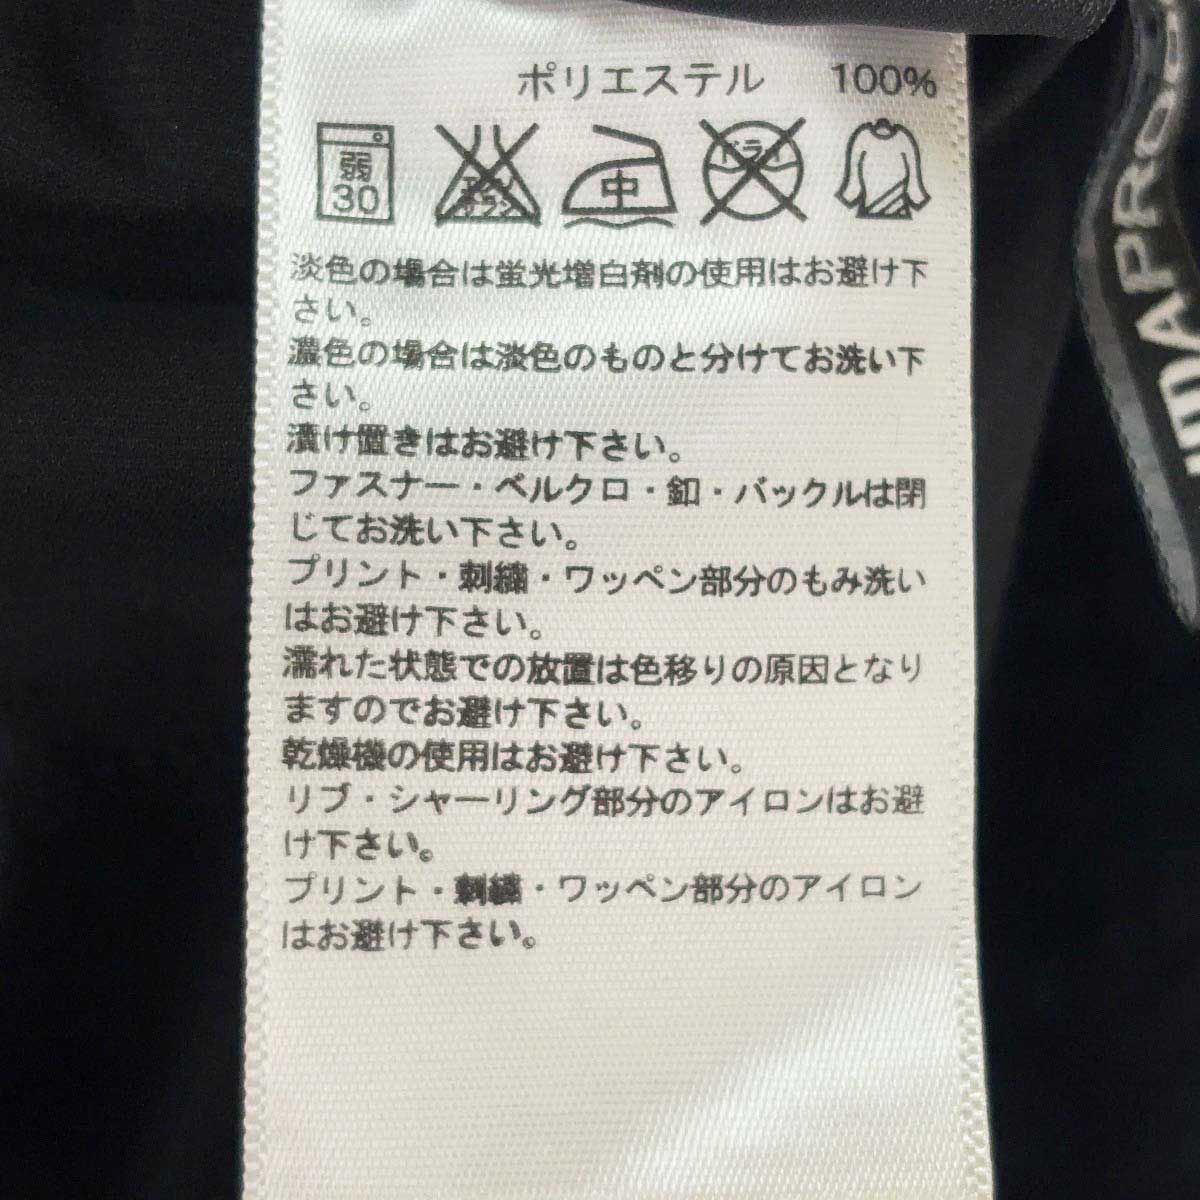 ポリエステル 100%
弱 30 エンソ サラシ 中 ドライ
淡色の場合は蛍光増白剤の使用はお避け下
さい。
濃色の場合は淡色のものと分けてお洗い下
さい。
漬け置きはお避け下さい。
ファスナー・ベルクロ・釦・バックルは閉
じてお洗い下さい。
プリント・刺繍・ワッペン部分のもみ洗い
はお避け下さい。
濡れた状態での放置は色移りの原因となり
ますのでお避け下さい。
乾燥機の使用はお避け下さい。
リブ・シャーリング部分のアイロンはお避
け下さい。
プリント・刺繍・ワッペン部分のアイロン
はお避け下さい。